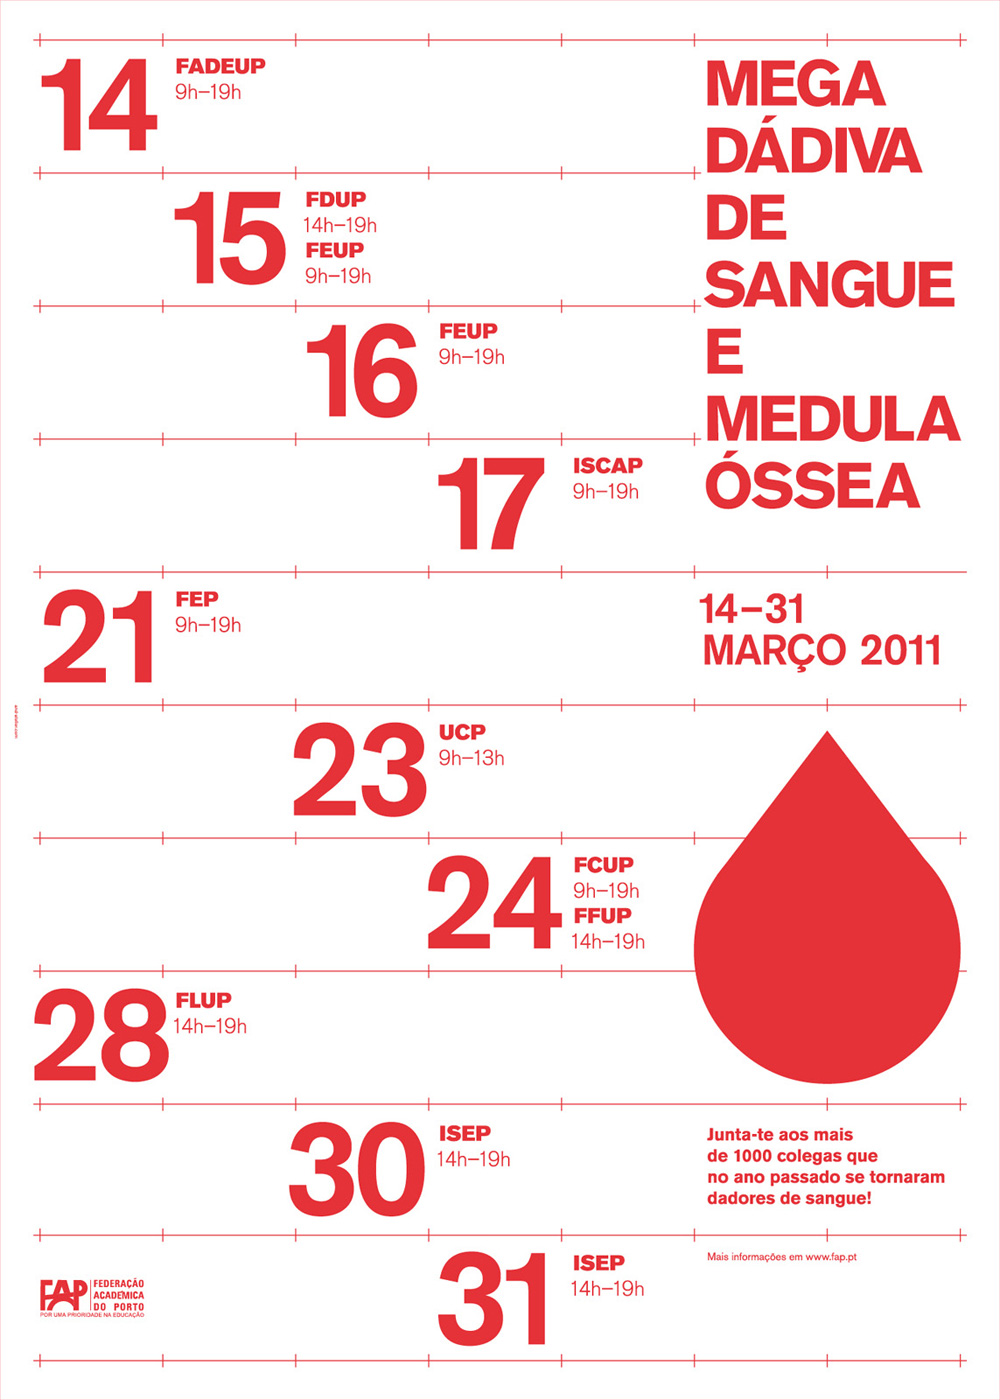 14
FADEUP
9h–19h
15
FDUP
14h–19h
FEUP
9h–19h
16
FEUP
9h–19h
17
ISCAP
9h–19h
21
FEP
9h–19h
23
UCP
9h–13h
24
FCUP
9h–19h
FFUP
14h–19h
28
FLUP
14h–19h
30
ISEP
14h–19h
31
ISEP
14h–19h
MEGA
DÁDIVA
DE
SANGUE
E
MEDULA
ÓSSEA
14–31
MARÇO 2011
Junta-te aos mais
de 1000 colegas que
no ano passado se tornaram
dadores de sangue!
Mais informações em www.fap.pt
FAP
FEDERAÇÃO
ACADÉMICA
DO PORTO
POR UMA PRIORIDADE NA EDUCAÇÃO